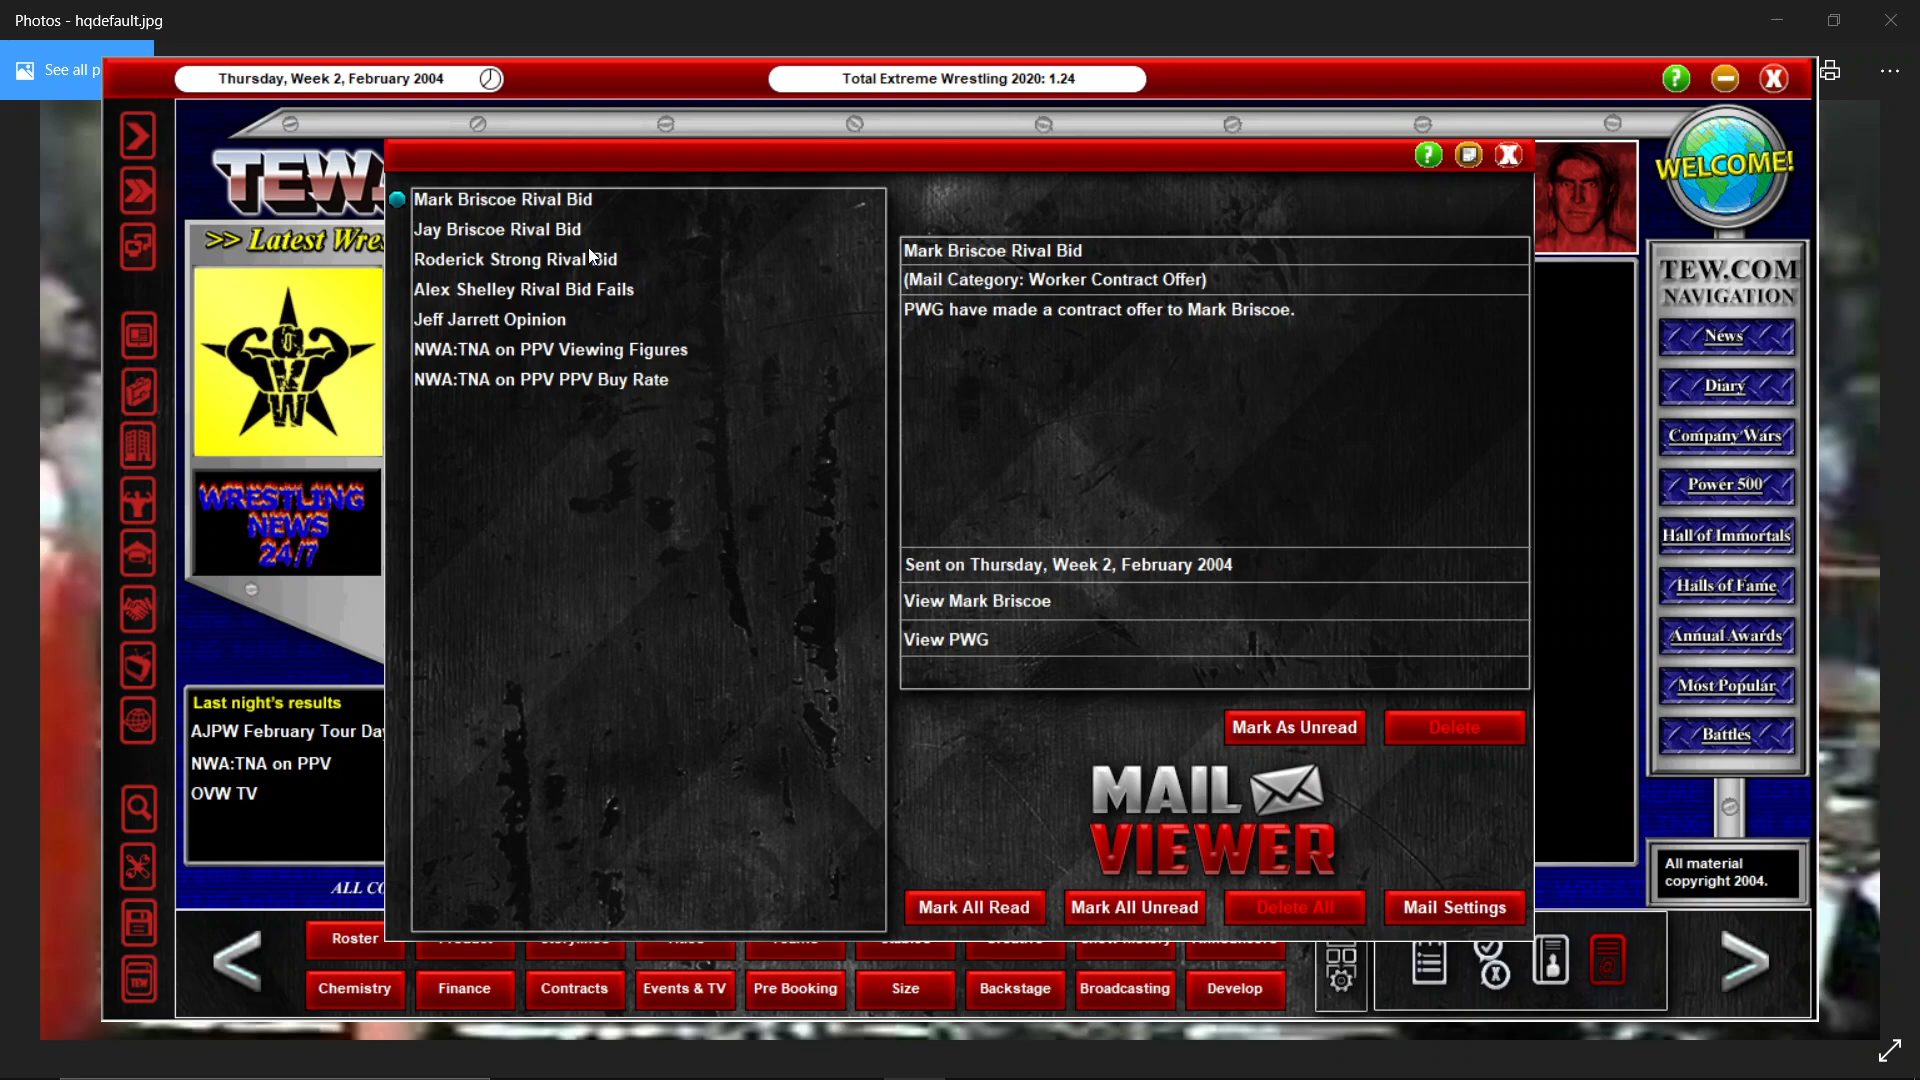 Photos - hqdefault.jpg
See all p
Thursday, Week 2, February 2004
Total Extreme Wrestling 2020: 1.24
TEW
>> Latest Wre
WRESTLING
NEWS
24/7
Last night's results
AJPW February Tour Da
NWA:TNA on PPV
OVW TV
ALL CO
Mark Briscoe Rival Bid
Jay Briscoe Rival Bid
Roderick Strong Rival Bid
Alex Shelley Rival Bid Fails
Jeff Jarrett Opinion
NWA:TNA on PPV Viewing Figures
NWA:TNA on PPV PPV Buy Rate
Mark Briscoe Rival Bid
(Mail Category: Worker Contract Offer)
PWG have made a contract offer to Mark Briscoe.
Sent on Thursday, Week 2, February 2004
View Mark Briscoe
View PWG
Mark As Unread
Delete
MAIL
VIEWER
Mark All Read
Mark All Unread
Delete All
Mail Settings
WELCOME!
TEW.COM
NAVIGATION
News
Diary
Company Wars
Power 500
Hall of Immortals
Halls of Fame
Annual Awards
Most Popular
Battles
All material
copyright 2004.
Roster
Chemistry
Finance
Contracts
Events & TV
Pre Booking
Size
Backstage
Broadcasting
Develop
TEW